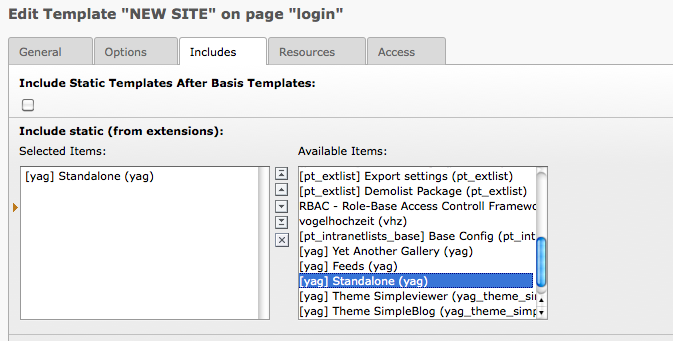 Edit Template "NEW SITE" on page "login"
General Options Includes Resources Access
Include Static Templates After Basis Templates:
Include static (from extensions):
Selected Items: Available Items:
[yag] Standalone (yag)
[pt_extlist] Export settings (pt_extlist)
[pt_extlist] Demolist Package (pt_extlist)
RBAC - Role-Base Access Controll Framew
vogelhochzeit (vhz)
[pt_intranetlists_base] Base Config (pt_int
[yag] Yet Another Gallery (yag)
[yag] Feeds (yag)
[yag] Standalone (yag)
[yag] Theme Simpleviewer (yag_theme_si
[yag] Theme SimpleBlog (yag_theme_simp